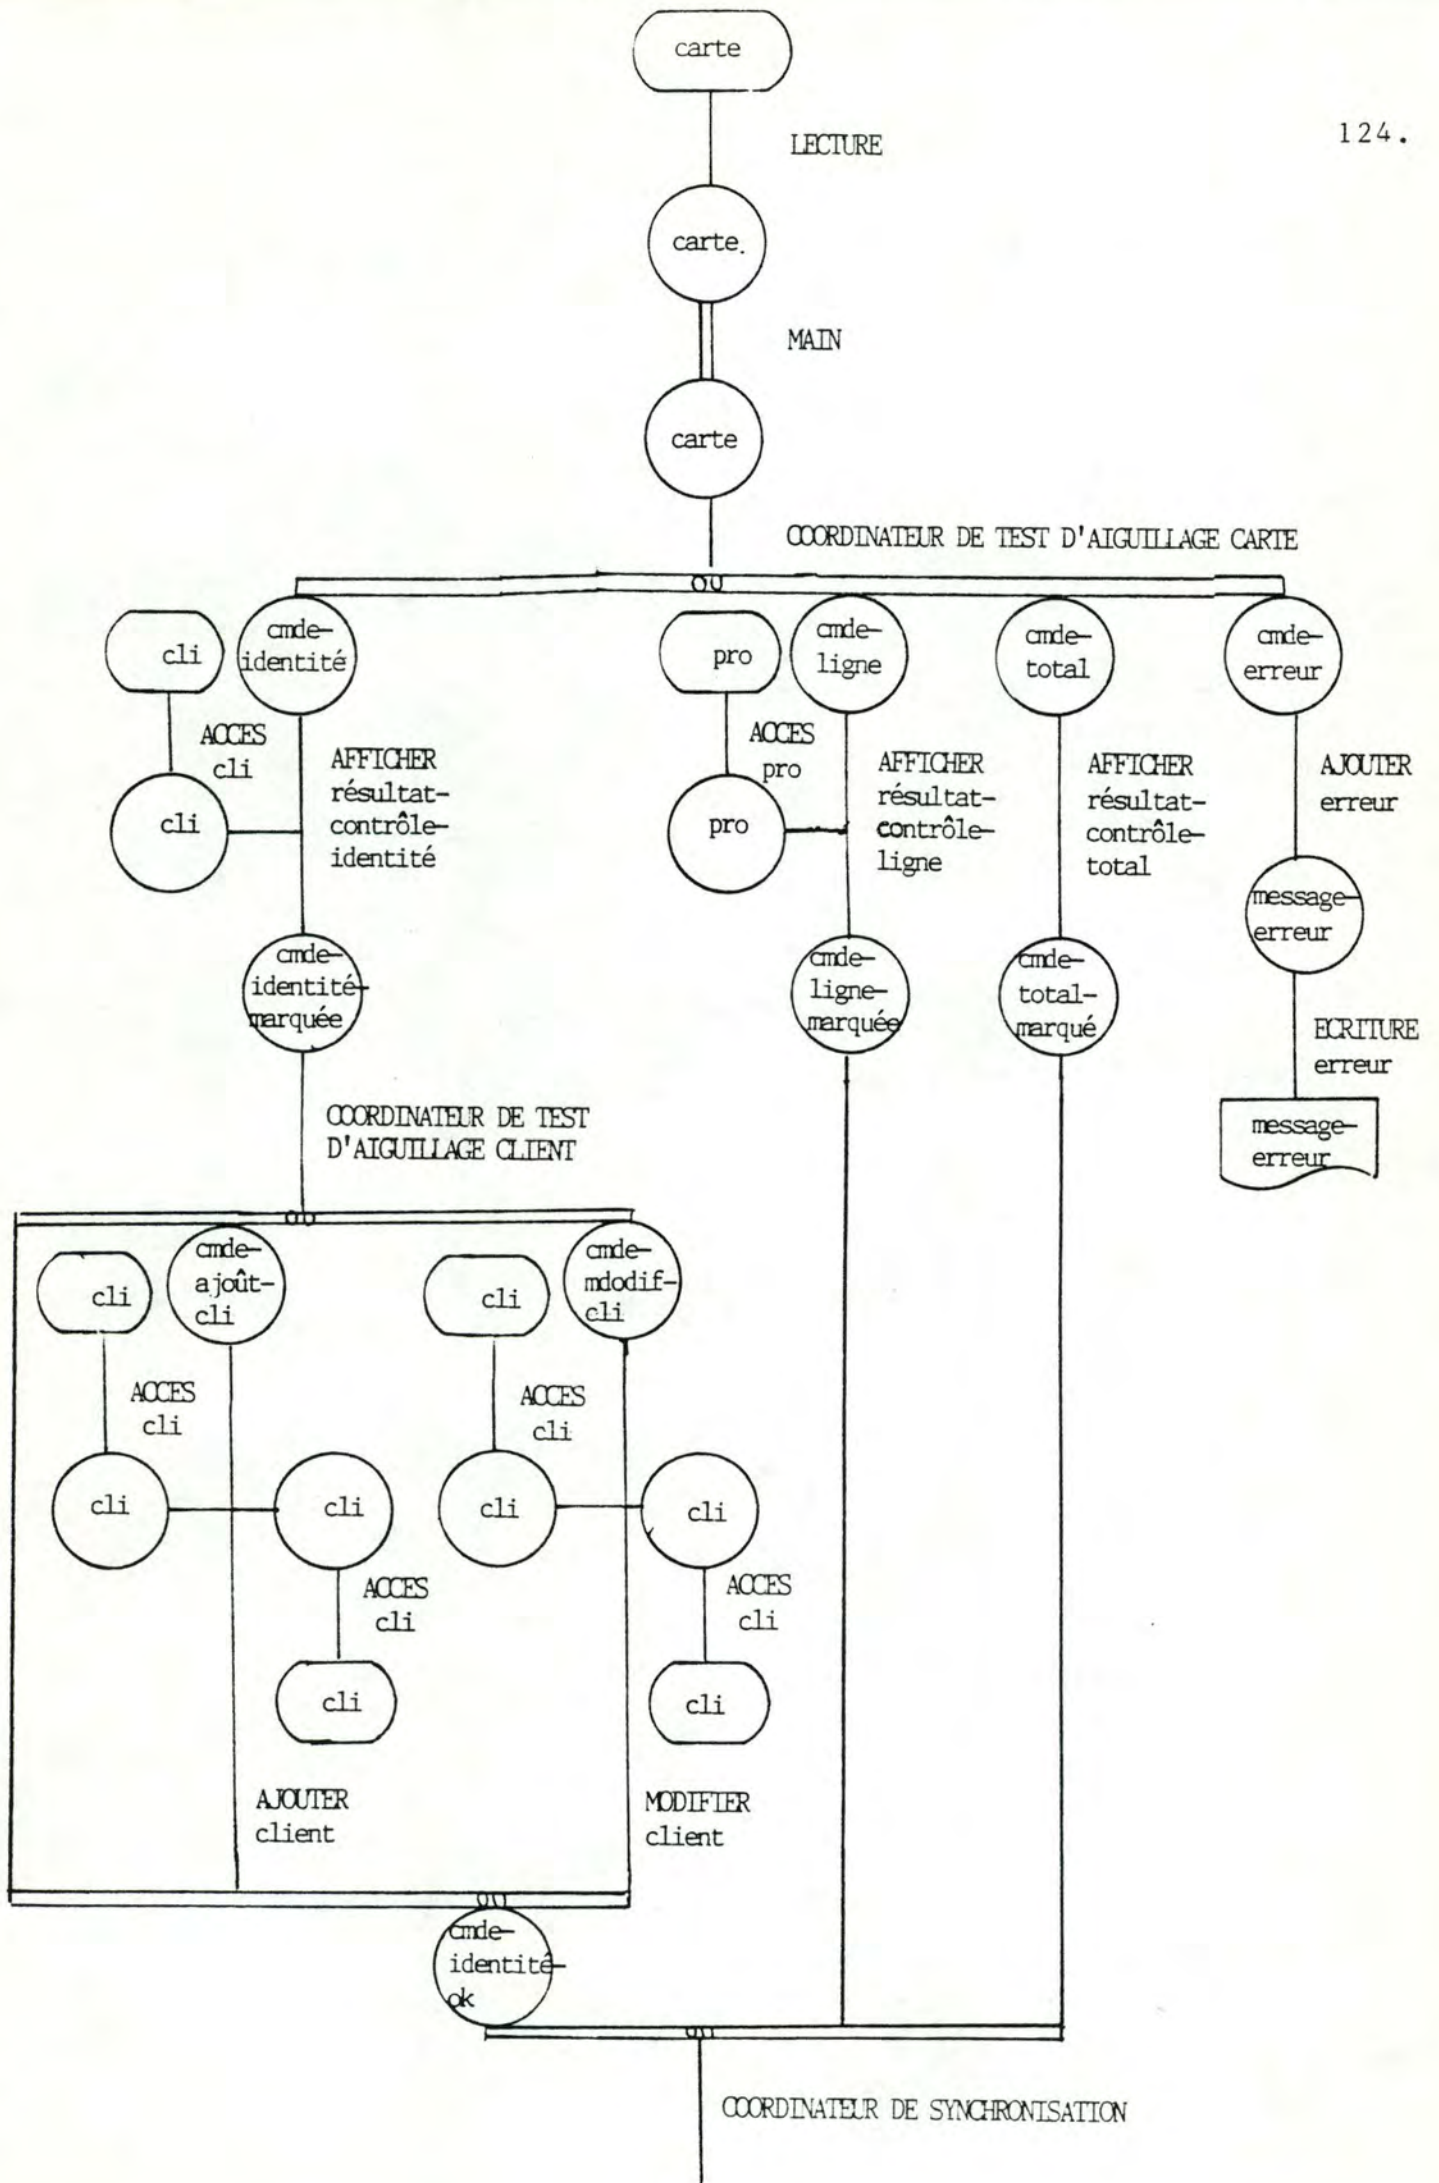 carte
124.
LECTURE
carte.
MAIN
carte
COORDINATEUR DE TEST D'AIGUILLAGE CARTE
OU
cli
cmde-
identité
pro
cmde-
ligne
cmde-
total
cmde-
erreur
ACCES
cli
AFFICHER
résultat-
contrôle-
identité
ACCES
pro
AFFICHER
résultat-
contrôle-
ligne
AFFICHER
résultat-
contrôle-
total
AJOUTER
erreur
cli
pro
message-
erreur
cmde-
identité-
marquée
cmde-
ligne-
marquée
cmde-
total-
marqué
ECRITURE
erreur
message-
erreur
COORDINATEUR DE TEST
D'AIGUILLAGE CLIENT
OU
cli
cmde-
ajoût-
cli
cli
cmde-
mdodif-
cli
ACCES
cli
ACCES
cli
cli
cli
cli
cli
ACCES
cli
ACCES
cli
cli
cli
AJOUTER
client
MODIFIER
client
OU
cmde-
identité-
ok
OU
COORDINATEUR DE SYNCHRONISATION